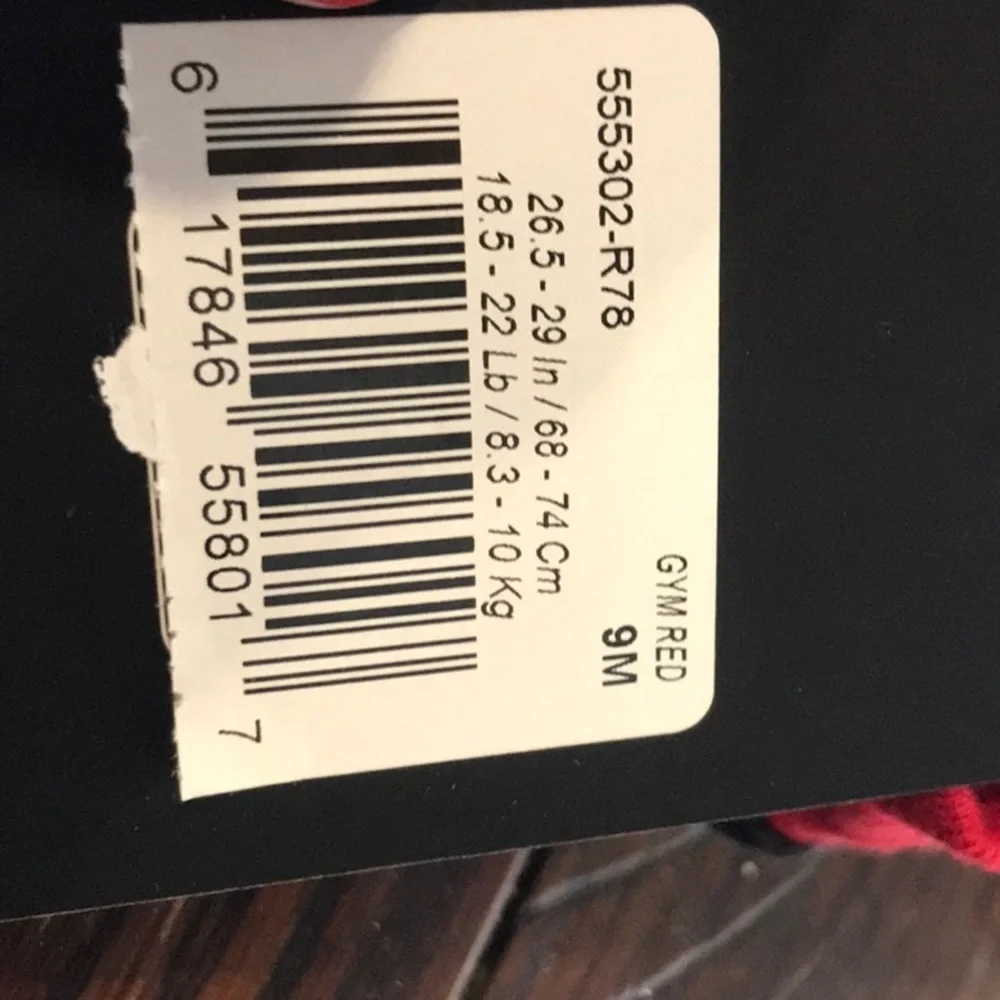 GYM RED
555302-R78 9M
26.5 - 29 In / 68 - 74 Cm
18.5 - 22 Lb / 8.3 - 10 Kg
6 17846 55801 7